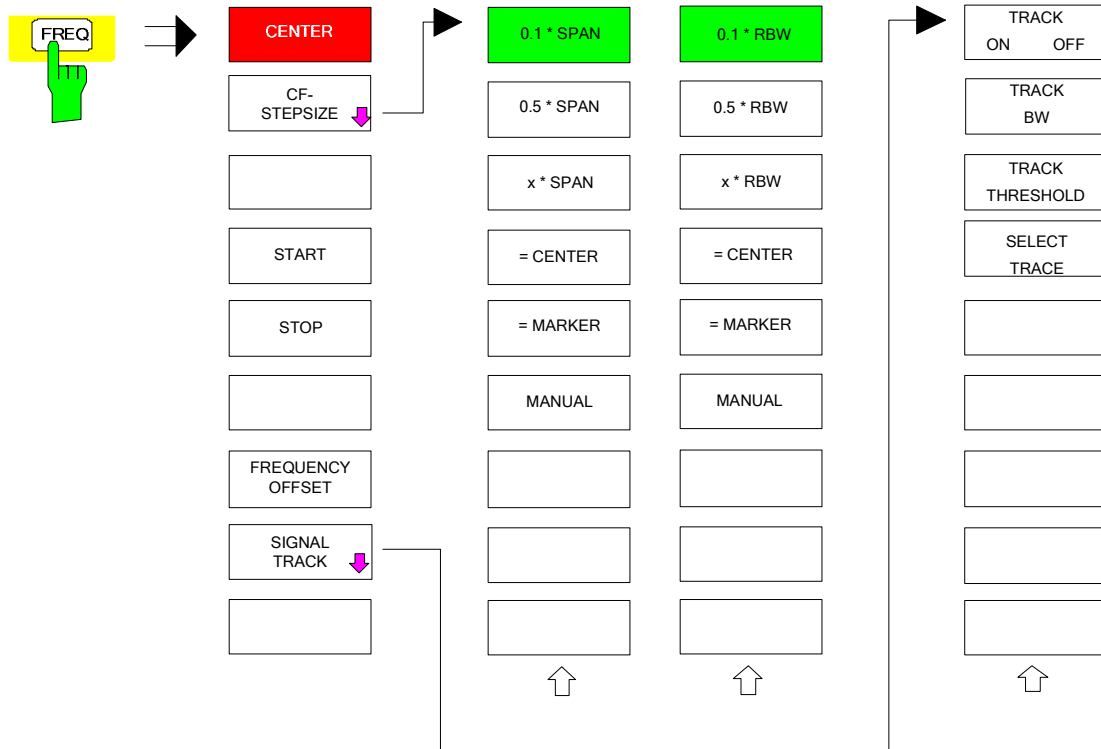 FREQ
CENTER
CF-
STEPSIZE
START
STOP
FREQUENCY
OFFSET
SIGNAL
TRACK
0.1 * SPAN
0.5 * SPAN
x * SPAN
= CENTER
= MARKER
MANUAL
0.1 * RBW
0.5 * RBW
x * RBW
= CENTER
= MARKER
MANUAL
TRACK
ON OFF
TRACK
BW
TRACK
THRESHOLD
SELECT
TRACE